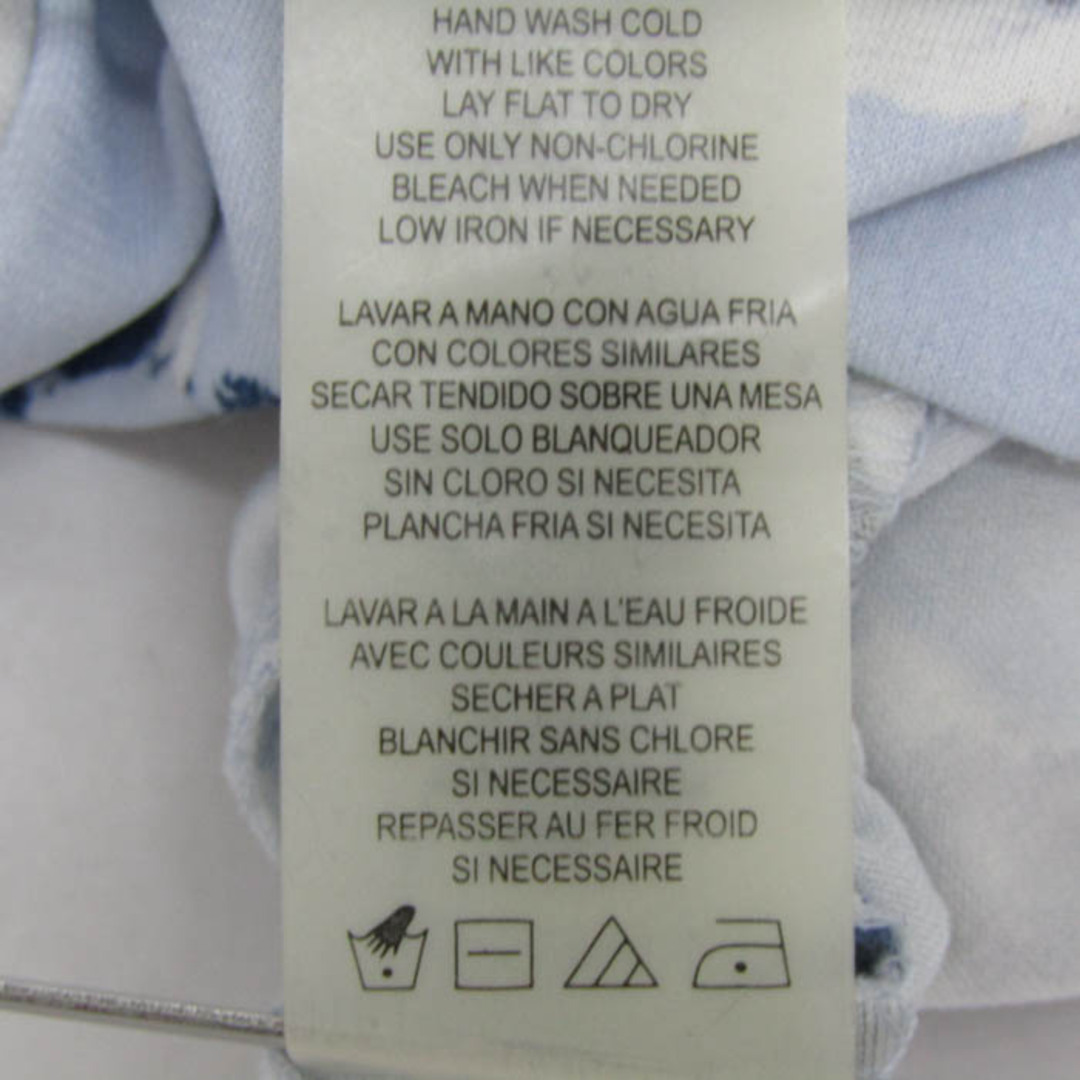 HAND WASH COLD
WITH LIKE COLORS
LAY FLAT TO DRY
USE ONLY NON-CHLORINE
BLEACH WHEN NEEDED
LOW IRON IF NECESSARY
LAVAR A MANO CON AGUA FRIA
CON COLORES SIMILARES
SECAR TENDIDO SOBRE UNA MESA
USE SOLO BLANQUEADOR
SIN CLORO SI NECESITA
PLANCHA FRIA SI NECESITA
LAVAR A LA MAIN A L'EAU FROIDE
AVEC COULEURS SIMILAIRES
SECHER A PLAT
BLANCHIR SANS CHLORE
SI NECESSAIRE
REPASSER AU FER FROID
SI NECESSAIRE